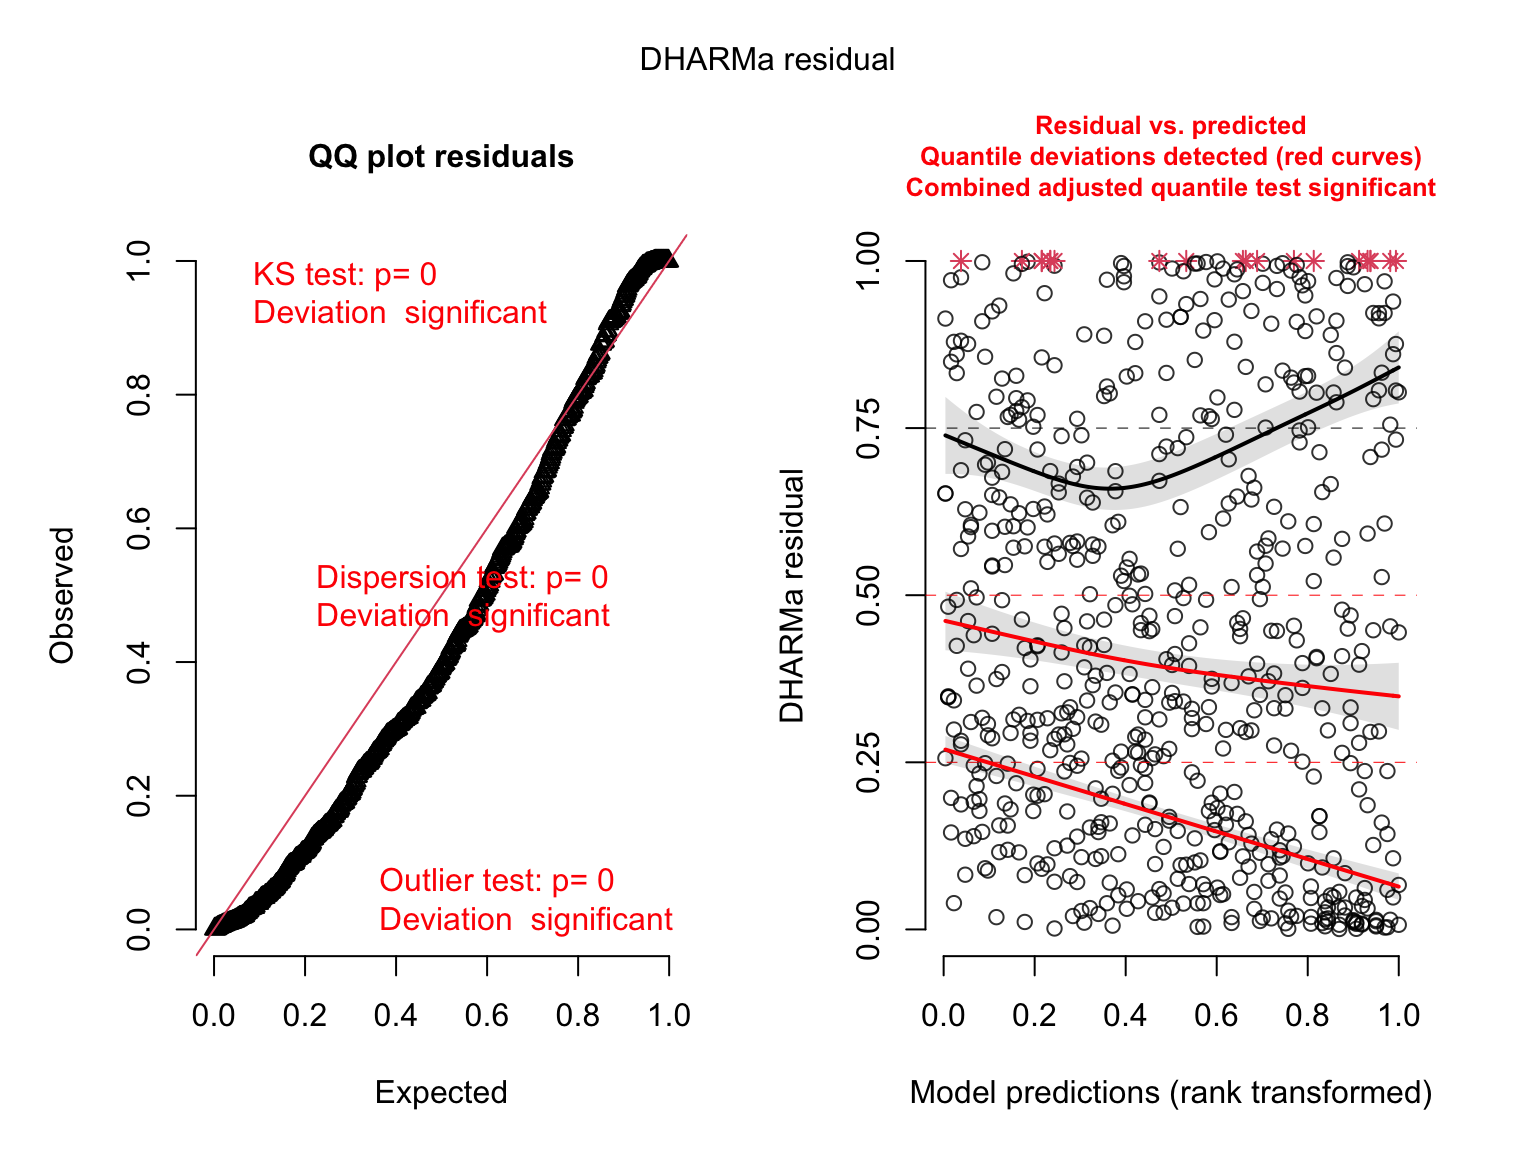 DHARMa residual
QQ plot residuals
KS test: p= 0
Deviation  significant
Dispersion test: p= 0
Deviation  significant
Outlier test: p= 0
Deviation  significant
Observed
0.0
0.2
0.4
0.6
0.8
1.0
0.0 0.2 0.4 0.6 0.8 1.0
Expected
Residual vs. predicted
Quantile deviations detected (red curves)
Combined adjusted quantile test significant
DHARMa residual
0.00
0.25
0.50
0.75
1.00
0.0 0.2 0.4 0.6 0.8 1.0
Model predictions (rank transformed)